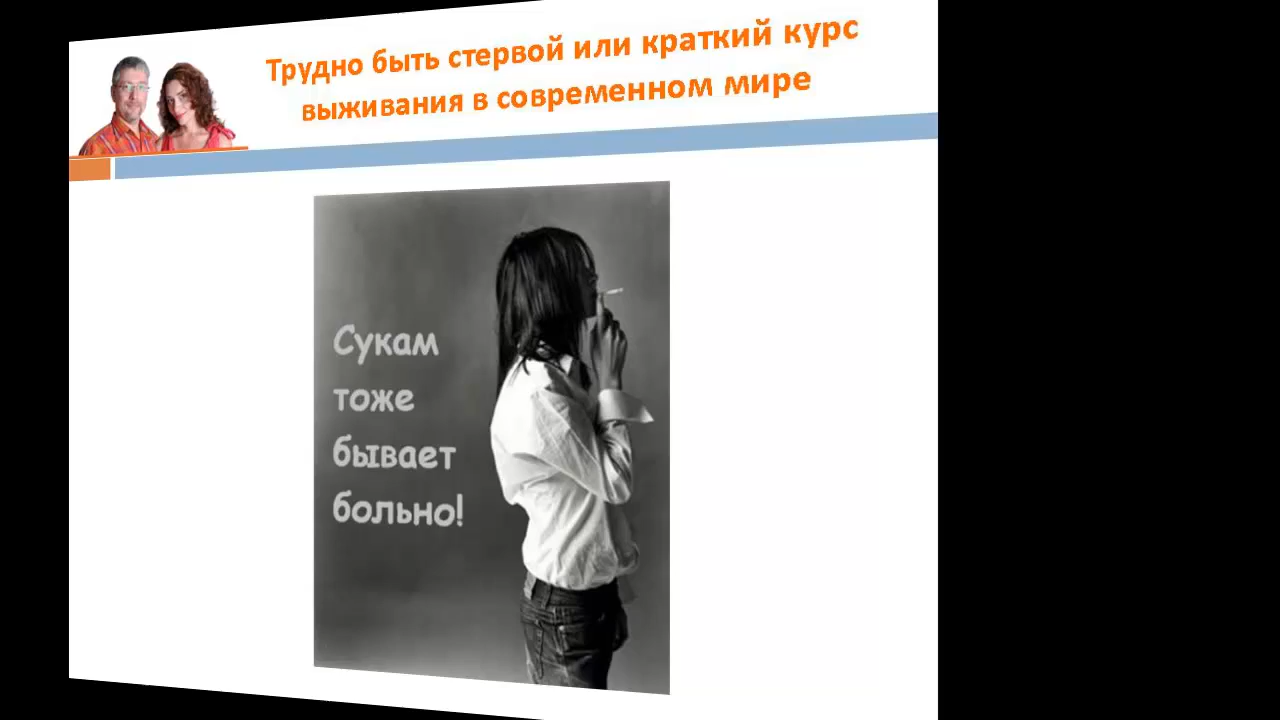 Трудно быть стервой или краткий курс
выживания в современном мире
Сукам
тоже
бывает
больно!